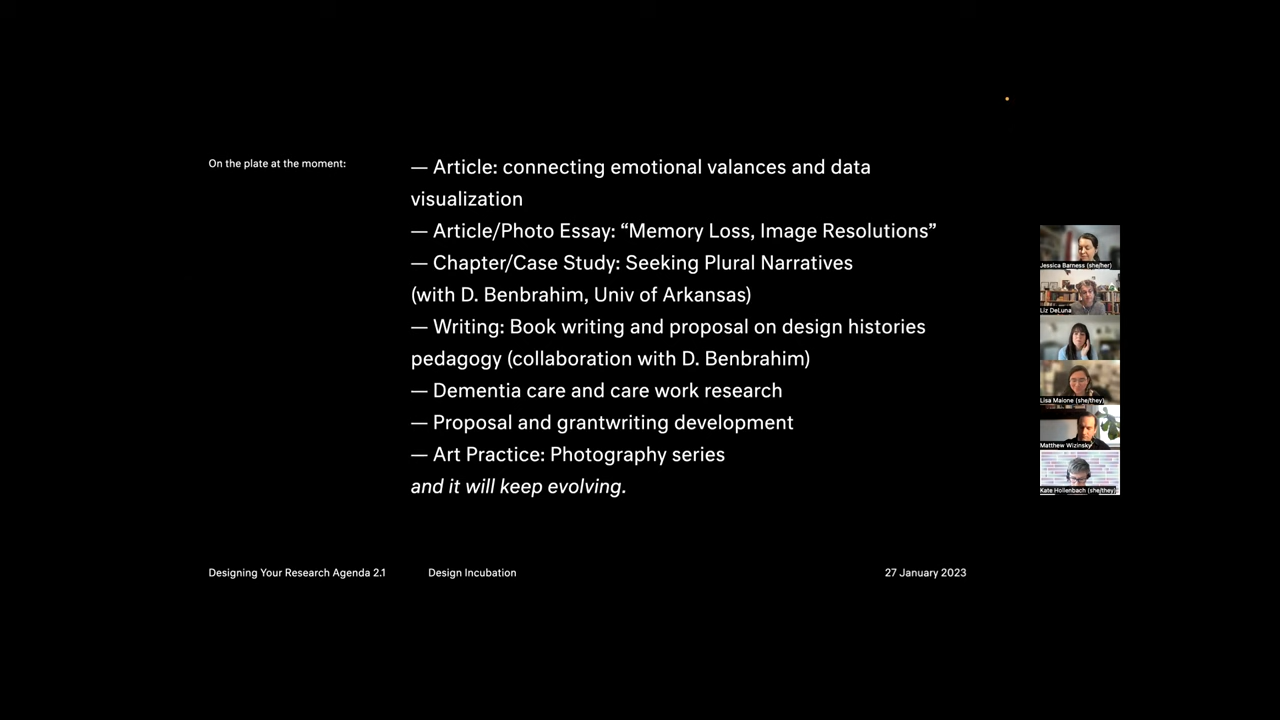 On the plate at the moment:
— Article: connecting emotional valances and data
visualization
— Article/Photo Essay: “Memory Loss, Image Resolutions”
— Chapter/Case Study: Seeking Plural Narratives
(with D. Benbrahim, Univ of Arkansas)
— Writing: Book writing and proposal on design histories
pedagogy (collaboration with D. Benbrahim)
— Dementia care and care work research
— Proposal and grantwriting development
— Art Practice: Photography series
and it will keep evolving.
Jessica Barness (she/her)
Liz DeLuna
Lisa Maione (she/they)
Matthew Wizinsky
Kate Hollenbach (she/they)
Designing Your Research Agenda 2.1
Design Incubation
27 January 2023